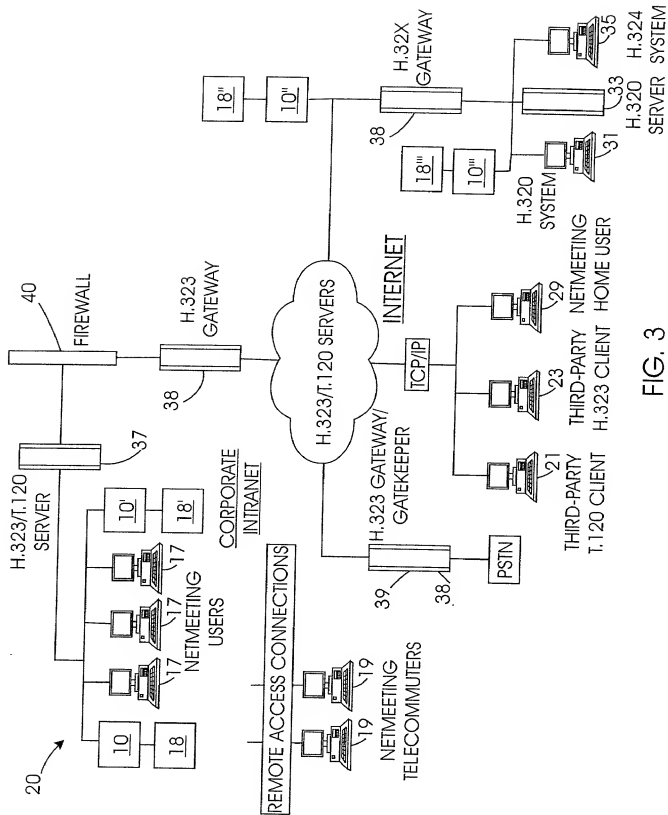 20
10
18
17
17
17
NETMEETING
USERS
10'
18'
H.323/T.120
SERVER
37
40
FIREWALL
CORPORATE
INTRANET
38
H.323
GATEWAY
REMOTE ACCESS CONNECTIONS
19
19
NETMEETING
TELECOMMUTERS
H.323/T.120 SERVERS
INTERNET
H.323 GATEWAY/
GATEKEEPER
39
38
PSTN
TCP/IP
21
THIRD-PARTY
T.120 CLIENT
23
THIRD-PARTY
H.323 CLIENT
29
NETMEETING
HOME USER
18"
10"
38
H.32X
GATEWAY
18'''
10'''
H.320
SYSTEM
31
33
H.320
SERVER
35
H.324
SYSTEM
FIG. 3